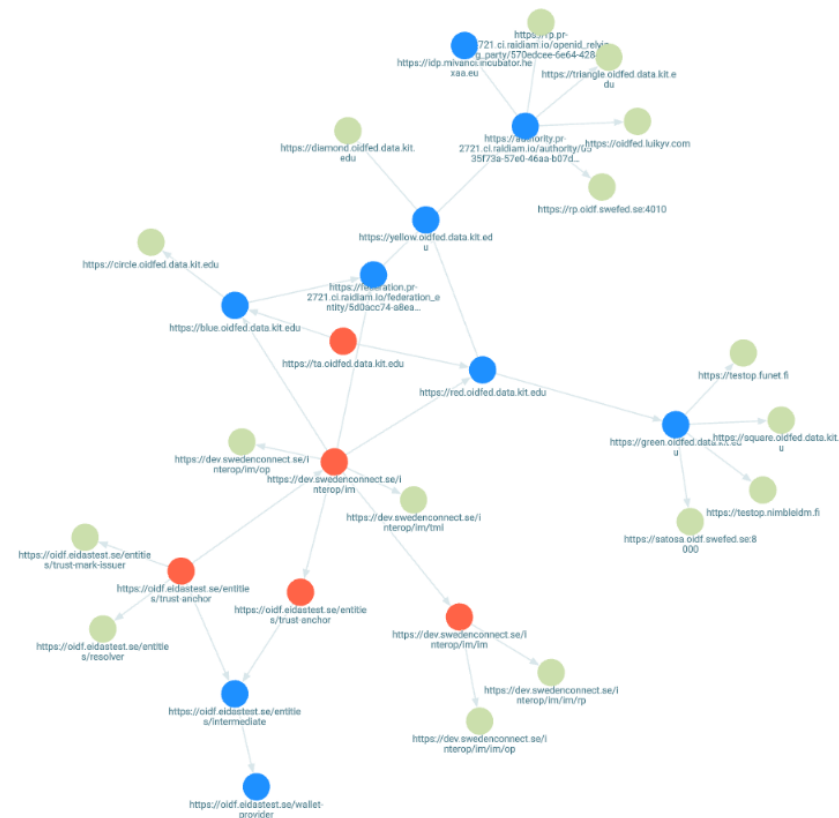 https://rp.pr-
2721.ci.raidiam.io/openid_relyi
ng_party/570edcee-6e64-428
https://idp.mivanci.incubator.he
xaa.eu
https://triangle.oidfed.data.kit.e
du
https://authority.pr-
2721.ci.raidiam.io/authority/
35f73a-57e0-46aa-b07d...
https://oidfed.lukyv.com
https://diamond.oidfed.data.kit.
edu
https://rp.oidf.swefed.se:4010
https://yellow.oidfed.data.kit.ed
u
https://circle.oidfed.data.kit.edu
https://federation.pr-
2721.ci.raidiam.io/federation_e
ntity/5d0acc74-a8ea...
https://blue.oidfed.data.kit.edu
https://ta.oidfed.data.kit.edu
https://red.oidfed.data.kit.edu
https://testop.funet.fi
https://green.oidfed.data.kit.ed
u
https://square.oidfed.data.kit.
u
https://dev.swedenconnect.se/i
nterop/im/op
https://dev.swedenconnect.se/i
nterop/im
https://dev.swedenconnect.se/i
nterop/im/tmi
https://testop.nimbleidm.fi
https://satosa.oidf.swefed.se:8
000
https://oidf.eidastest.se/entitie
s/trust-mark-issuer
https://oidf.eidastest.se/entitie
s/trust-anchor
https://oidf.eidastest.se/entitie
s/trust-anchor
https://oidf.eidastest.se/entitie
s/resolver
https://dev.swedenconnect.se/i
nterop/im/im
https://dev.swedenconnect.se/i
nterop/im/im/rp
https://oidf.eidastest.se/entitie
s/intermediate
https://dev.swedenconnect.se/i
nterop/im/im/op
https://oidf.eidastest.se/wallet-
provider